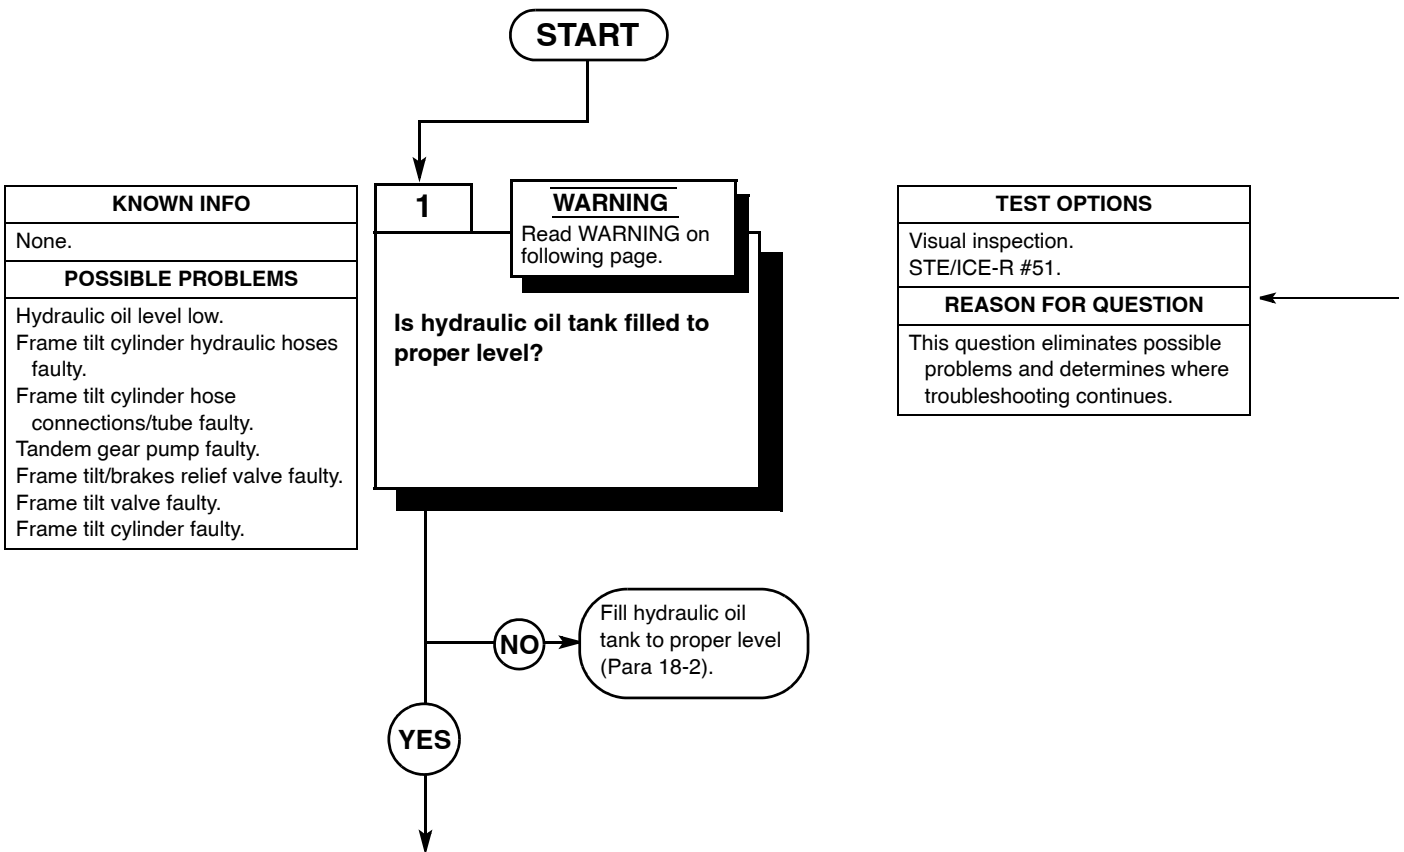 START
KNOWN INFO
None.
POSSIBLE PROBLEMS
Hydraulic oil level low.
Frame tilt cylinder hydraulic hoses
faulty.
Frame tilt cylinder hose
connections/tube faulty.
Tandem gear pump faulty.
Frame tilt/brakes relief valve faulty.
Frame tilt valve faulty.
Frame tilt cylinder faulty.
1
WARNING
Read WARNING on
following page.
Is hydraulic oil tank filled to
proper level?
TEST OPTIONS
Visual inspection.
STE/ICE-R #51.
REASON FOR QUESTION
This question eliminates possible
problems and determines where
troubleshooting continues.
NO
Fill hydraulic oil
tank to proper level
(Para 18-2).
YES